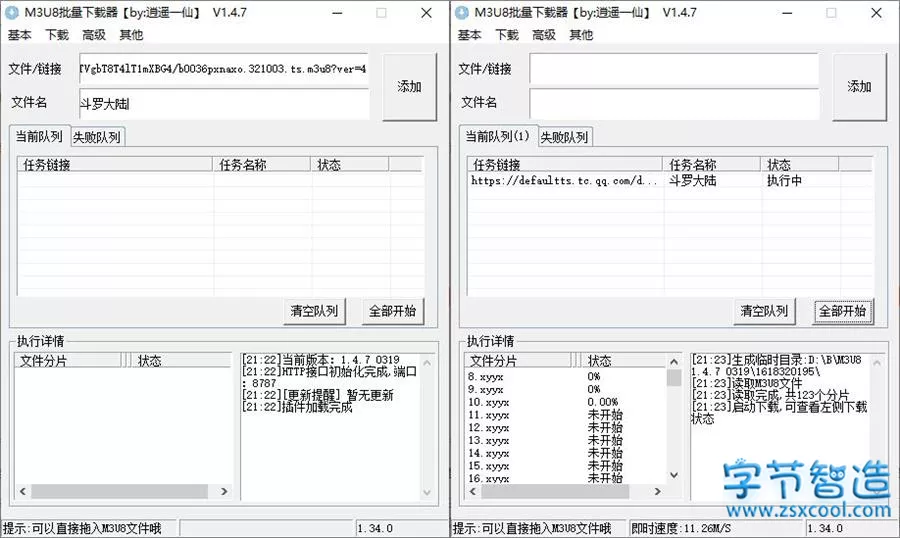 M3U8批量下载器【by:逍遥一仙】 V1.4.7
基本 下载 高级 其他
文件/链接 fVgbT8T4lT1mXBG4/b0036pxnaxo.321003.ts.m3u8?ver=4
添加
文件名 斗罗大陆
当前队列 失败队列
任务链接 任务名称 状态
清空队列 全部开始
执行详情
文件分片 状态
[21:22]当前版本: 1.4.7 0319
[21:22]HTTP接口初始化完成,端口
: 8787
[21:22][更新提醒] 暂无更新
[21:22]插件加载完成
提示:可以直接拖入M3U8文件哦 1.34.0
M3U8批量下载器【by:逍遥一仙】 V1.4.7
基本 下载 高级 其他
文件/链接
添加
文件名
当前队列(1) 失败队列
任务链接 任务名称 状态
https://defaultts.tc.qq.com/d... 斗罗大陆 执行中
清空队列 全部开始
执行详情
文件分片 状态
8.xyyx 0%
9.xyyx 0%
10.xyyx 0.00%
11.xyyx 未开始
12.xyyx 未开始
13.xyyx 未开始
14.xyyx 未开始
15.xyyx 未开始
16.xyyx 未开始
[21:23]生成临时目录:D:\B\M3U8
1.4.7 0319\1618320195\
[21:23]读取M3U8文件
[21:23]读取完成,共123个分片
[21:23]启动下载,可查看左侧下载
状态
提示:可以直接拖入M3U8文件哦 即时速度:11.26M/S 1.34.0
字节智造
www.zsxcool.com